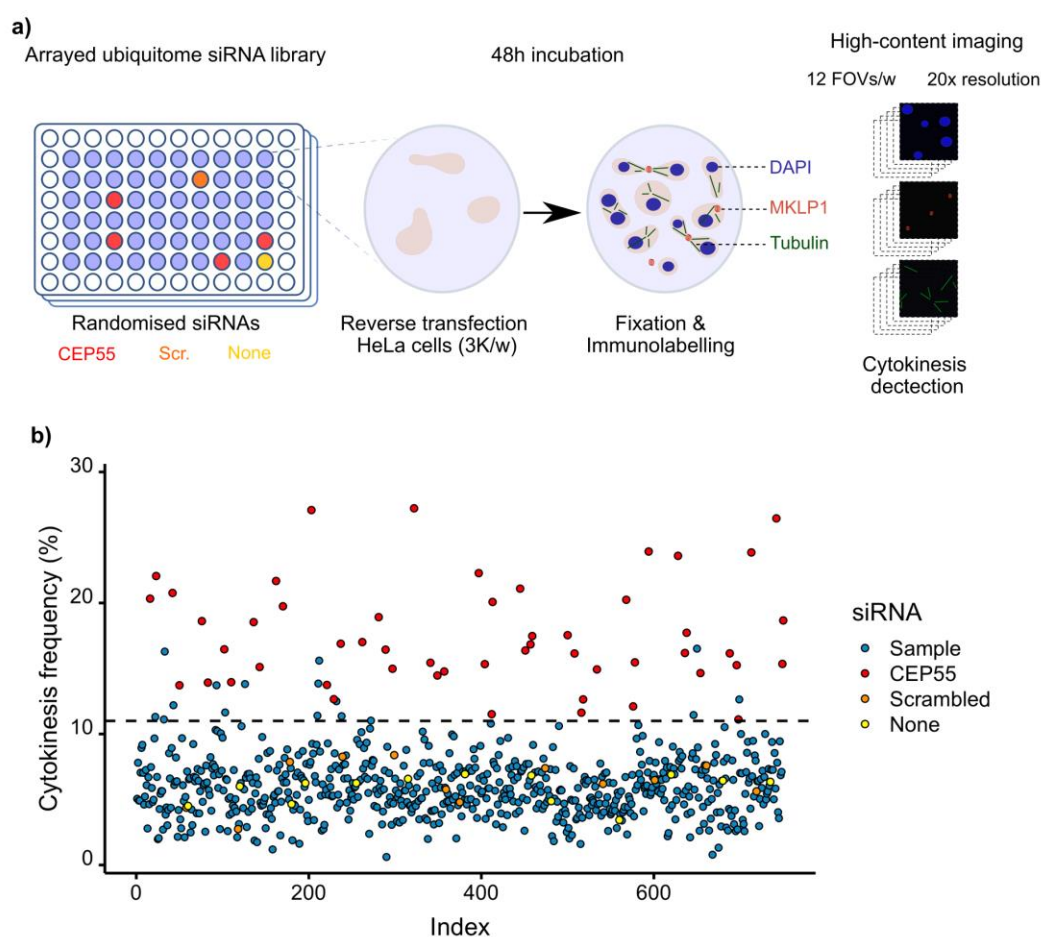 a)
Arrayed ubiquitome siRNA library
48h incubation
High-content imaging
12 FOVs/w 20x resolution
DAPI
MKLP1
Tubulin
Randomised siRNAs
CEP55 Scr. None
Reverse transfection
HeLa cells (3K/w)
Fixation &
Immunolabelling
Cytokinesis
dectection
b)
Cytokinesis frequency (%)
30
20
10
0
0 200 400 600
Index
siRNA
Sample
CEP55
Scrambled
None